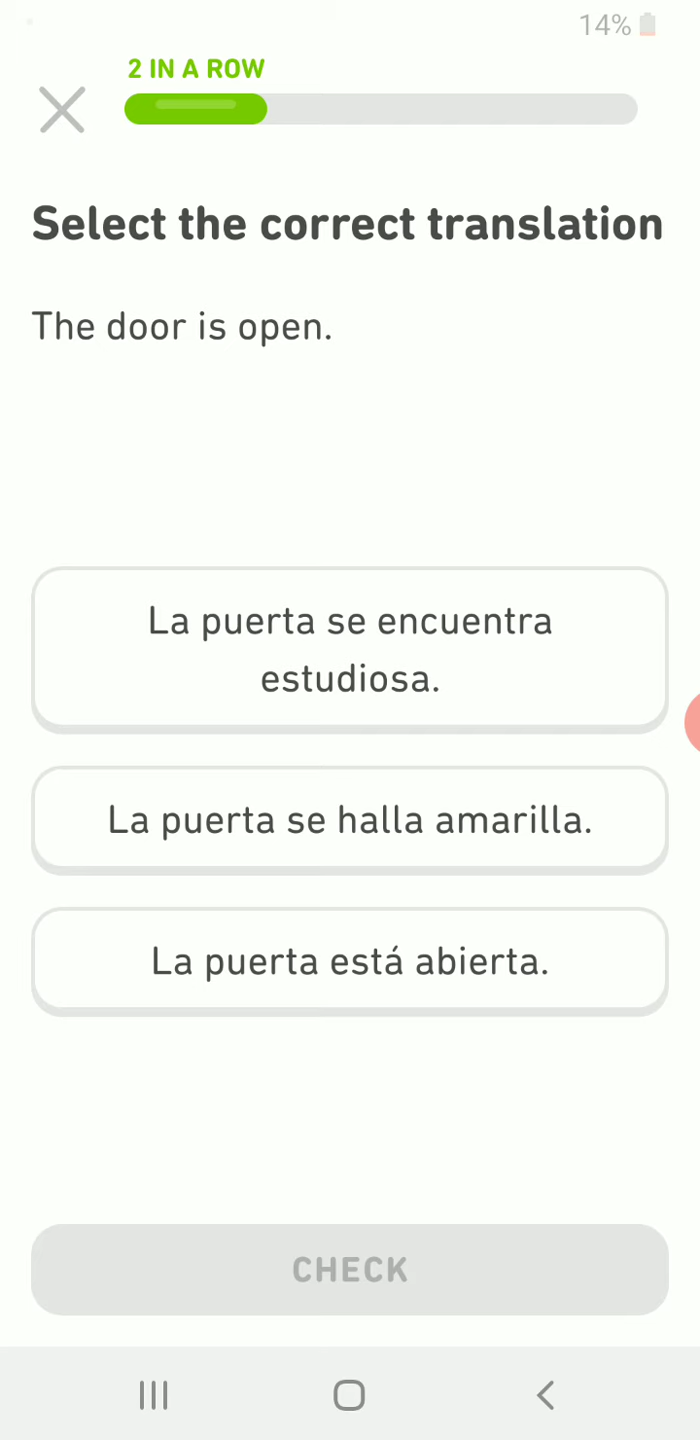 14%
2 IN A ROW
Select the correct translation
The door is open.
La puerta se encuentra
estudiosa.
La puerta se halla amarilla.
La puerta está abierta.
CHECK